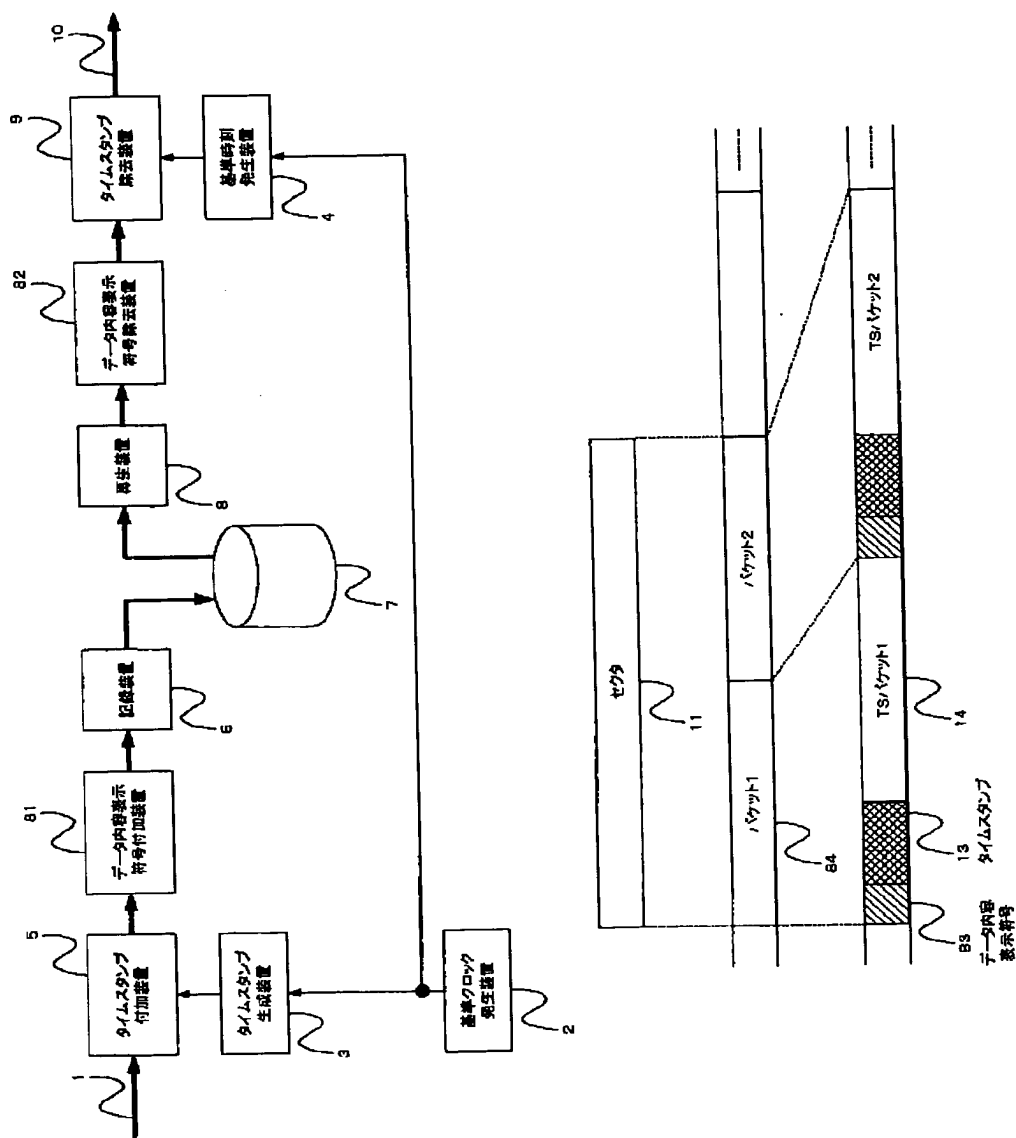 1
タイムスタンプ
付加装置
5
データ内容表示
符号付加装置
81
記録装置
6
7
再生装置
8
データ内容表示
符号除去装置
82
タイムスタンプ
除去装置
9
10
タイムスタンプ
生成装置
3
基準時刻
発生装置
4
基準クロック
発生装置
2
セクタ
11
パケット1
パケット2
84
TSパケット1
TSパケット2
83
データ内容
表示符号
13
タイムスタンプ
14